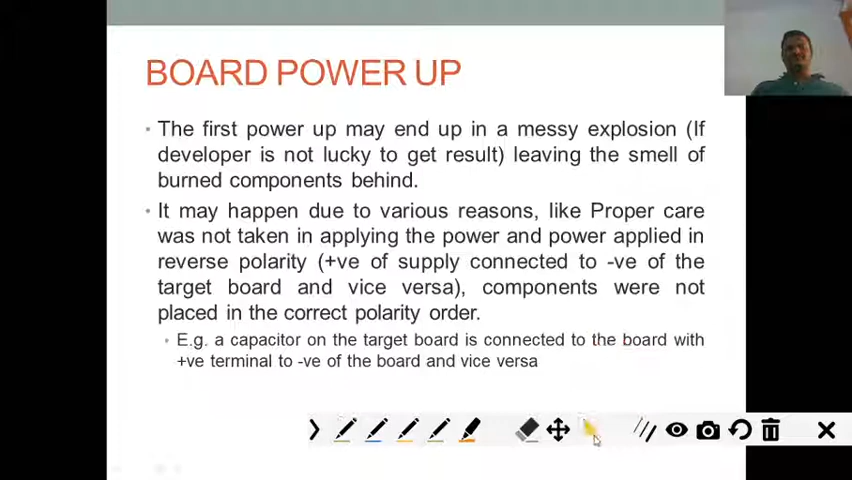 BOARD POWER UP
• The first power up may end up in a messy explosion (If
developer is not lucky to get result) leaving the smell of
burned components behind.
• It may happen due to various reasons, like Proper care
was not taken in applying the power and power applied in
reverse polarity (+ve of supply connected to -ve of the
target board and vice versa), components were not
placed in the correct polarity order.
• E.g. a capacitor on the target board is connected to the board with
+ve terminal to -ve of the board and vice versa